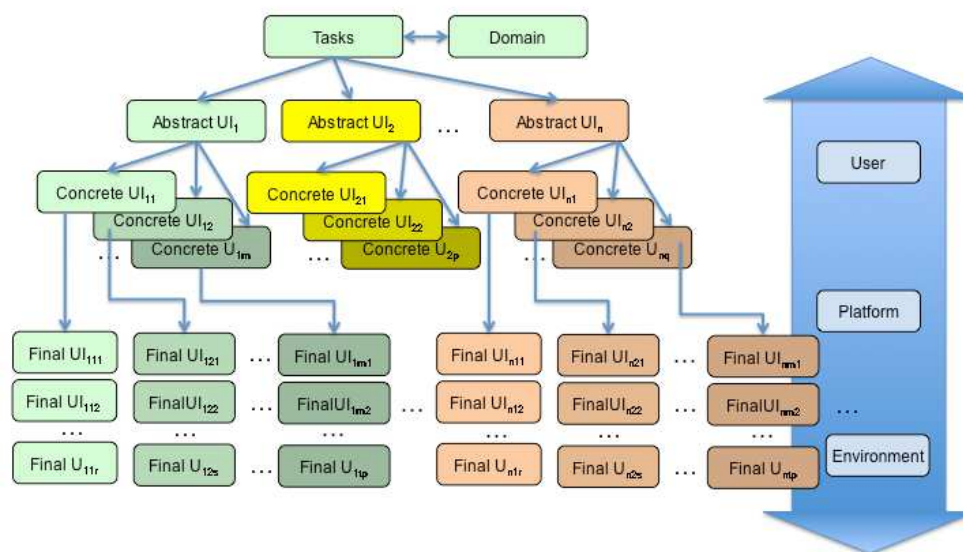 Tasks
Domain
Abstract UI1
Abstract UI2
...
Abstract UIn
User
Concrete UI11
Concrete UI21
Concrete UIn1
Concrete UI12
Concrete UI22
Concrete UIn2
... Concrete U1m
... Concrete U2p
... Concrete Unq
Platform
Final UI111
Final UI121
...
Final UI1m1
Final UIn11
Final UIn21
...
Final UInm1
Final UI112
FinalUI122
...
FinalUI1m2
...
Final UIn12
FinalUIn22
...
FinalUInm2
...
...
...
...
...
...
...
Environment
Final U11r
Final U12s
...
Final U1tp
Final Un1r
Final Un2s
...
Final Untp